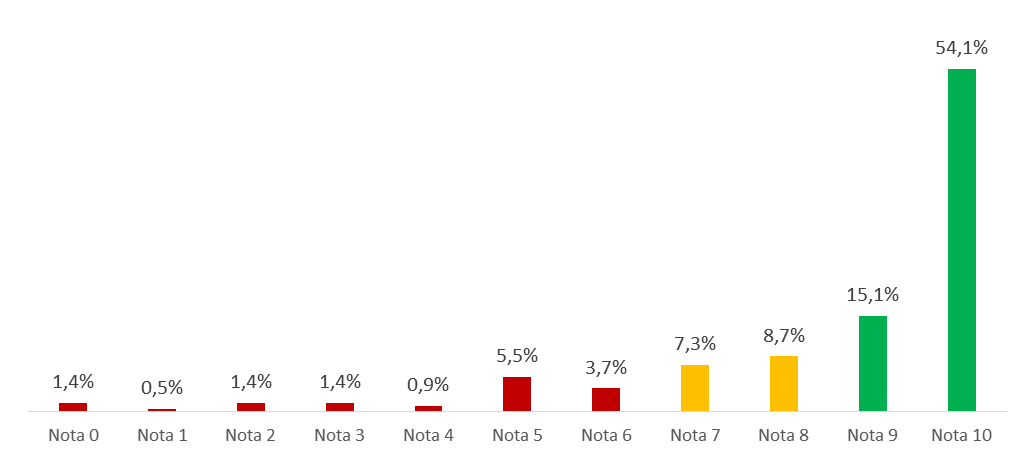 54,1%
15,1%
8,7%
7,3%
5,5%
3,7%
1,4%
0,5%
1,4%
1,4%
0,9%
Nota 0
Nota 1
Nota 2
Nota 3
Nota 4
Nota 5
Nota 6
Nota 7
Nota 8
Nota 9
Nota 10